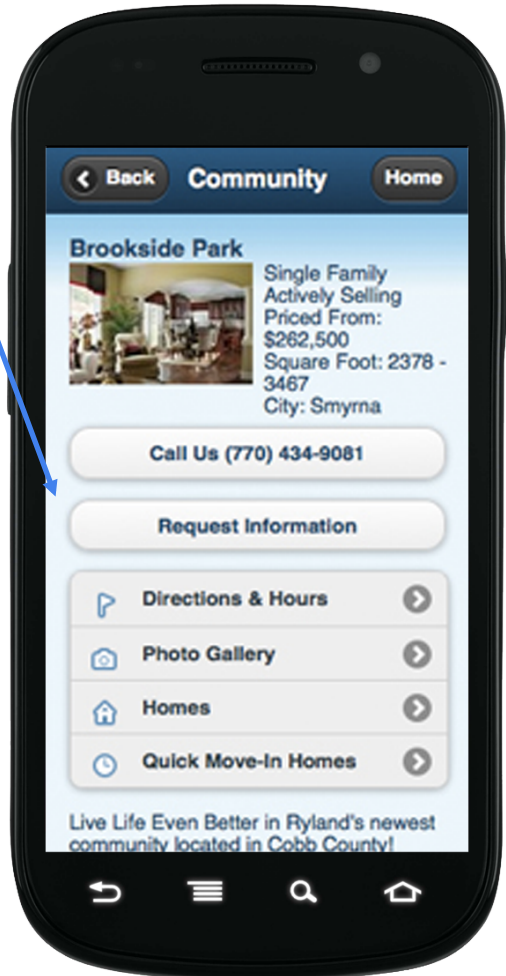 Back Community Home
Brookside Park
Single Family
Actively Selling
Priced From:
$262,500
Square Foot: 2378 -
3467
City: Smyrna
Call Us (770) 434-9081
Request Information
Directions & Hours
Photo Gallery
Homes
Quick Move-In Homes
Live Life Even Better in Ryland's newest
community located in Cobb County!